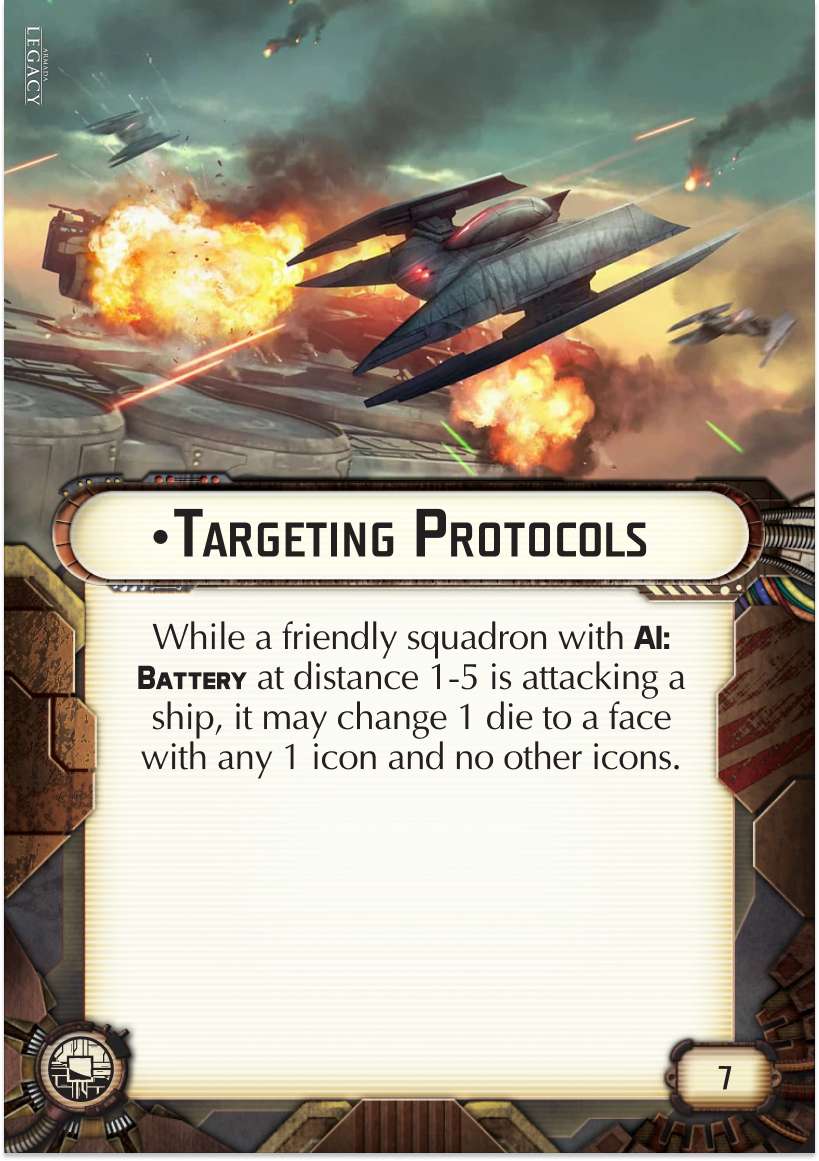 ARMADA
LEGACY
•Targeting Protocols
While a friendly squadron with AI:
Battery at distance 1-5 is attacking a
ship, it may change 1 die to a face
with any 1 icon and no other icons.
7